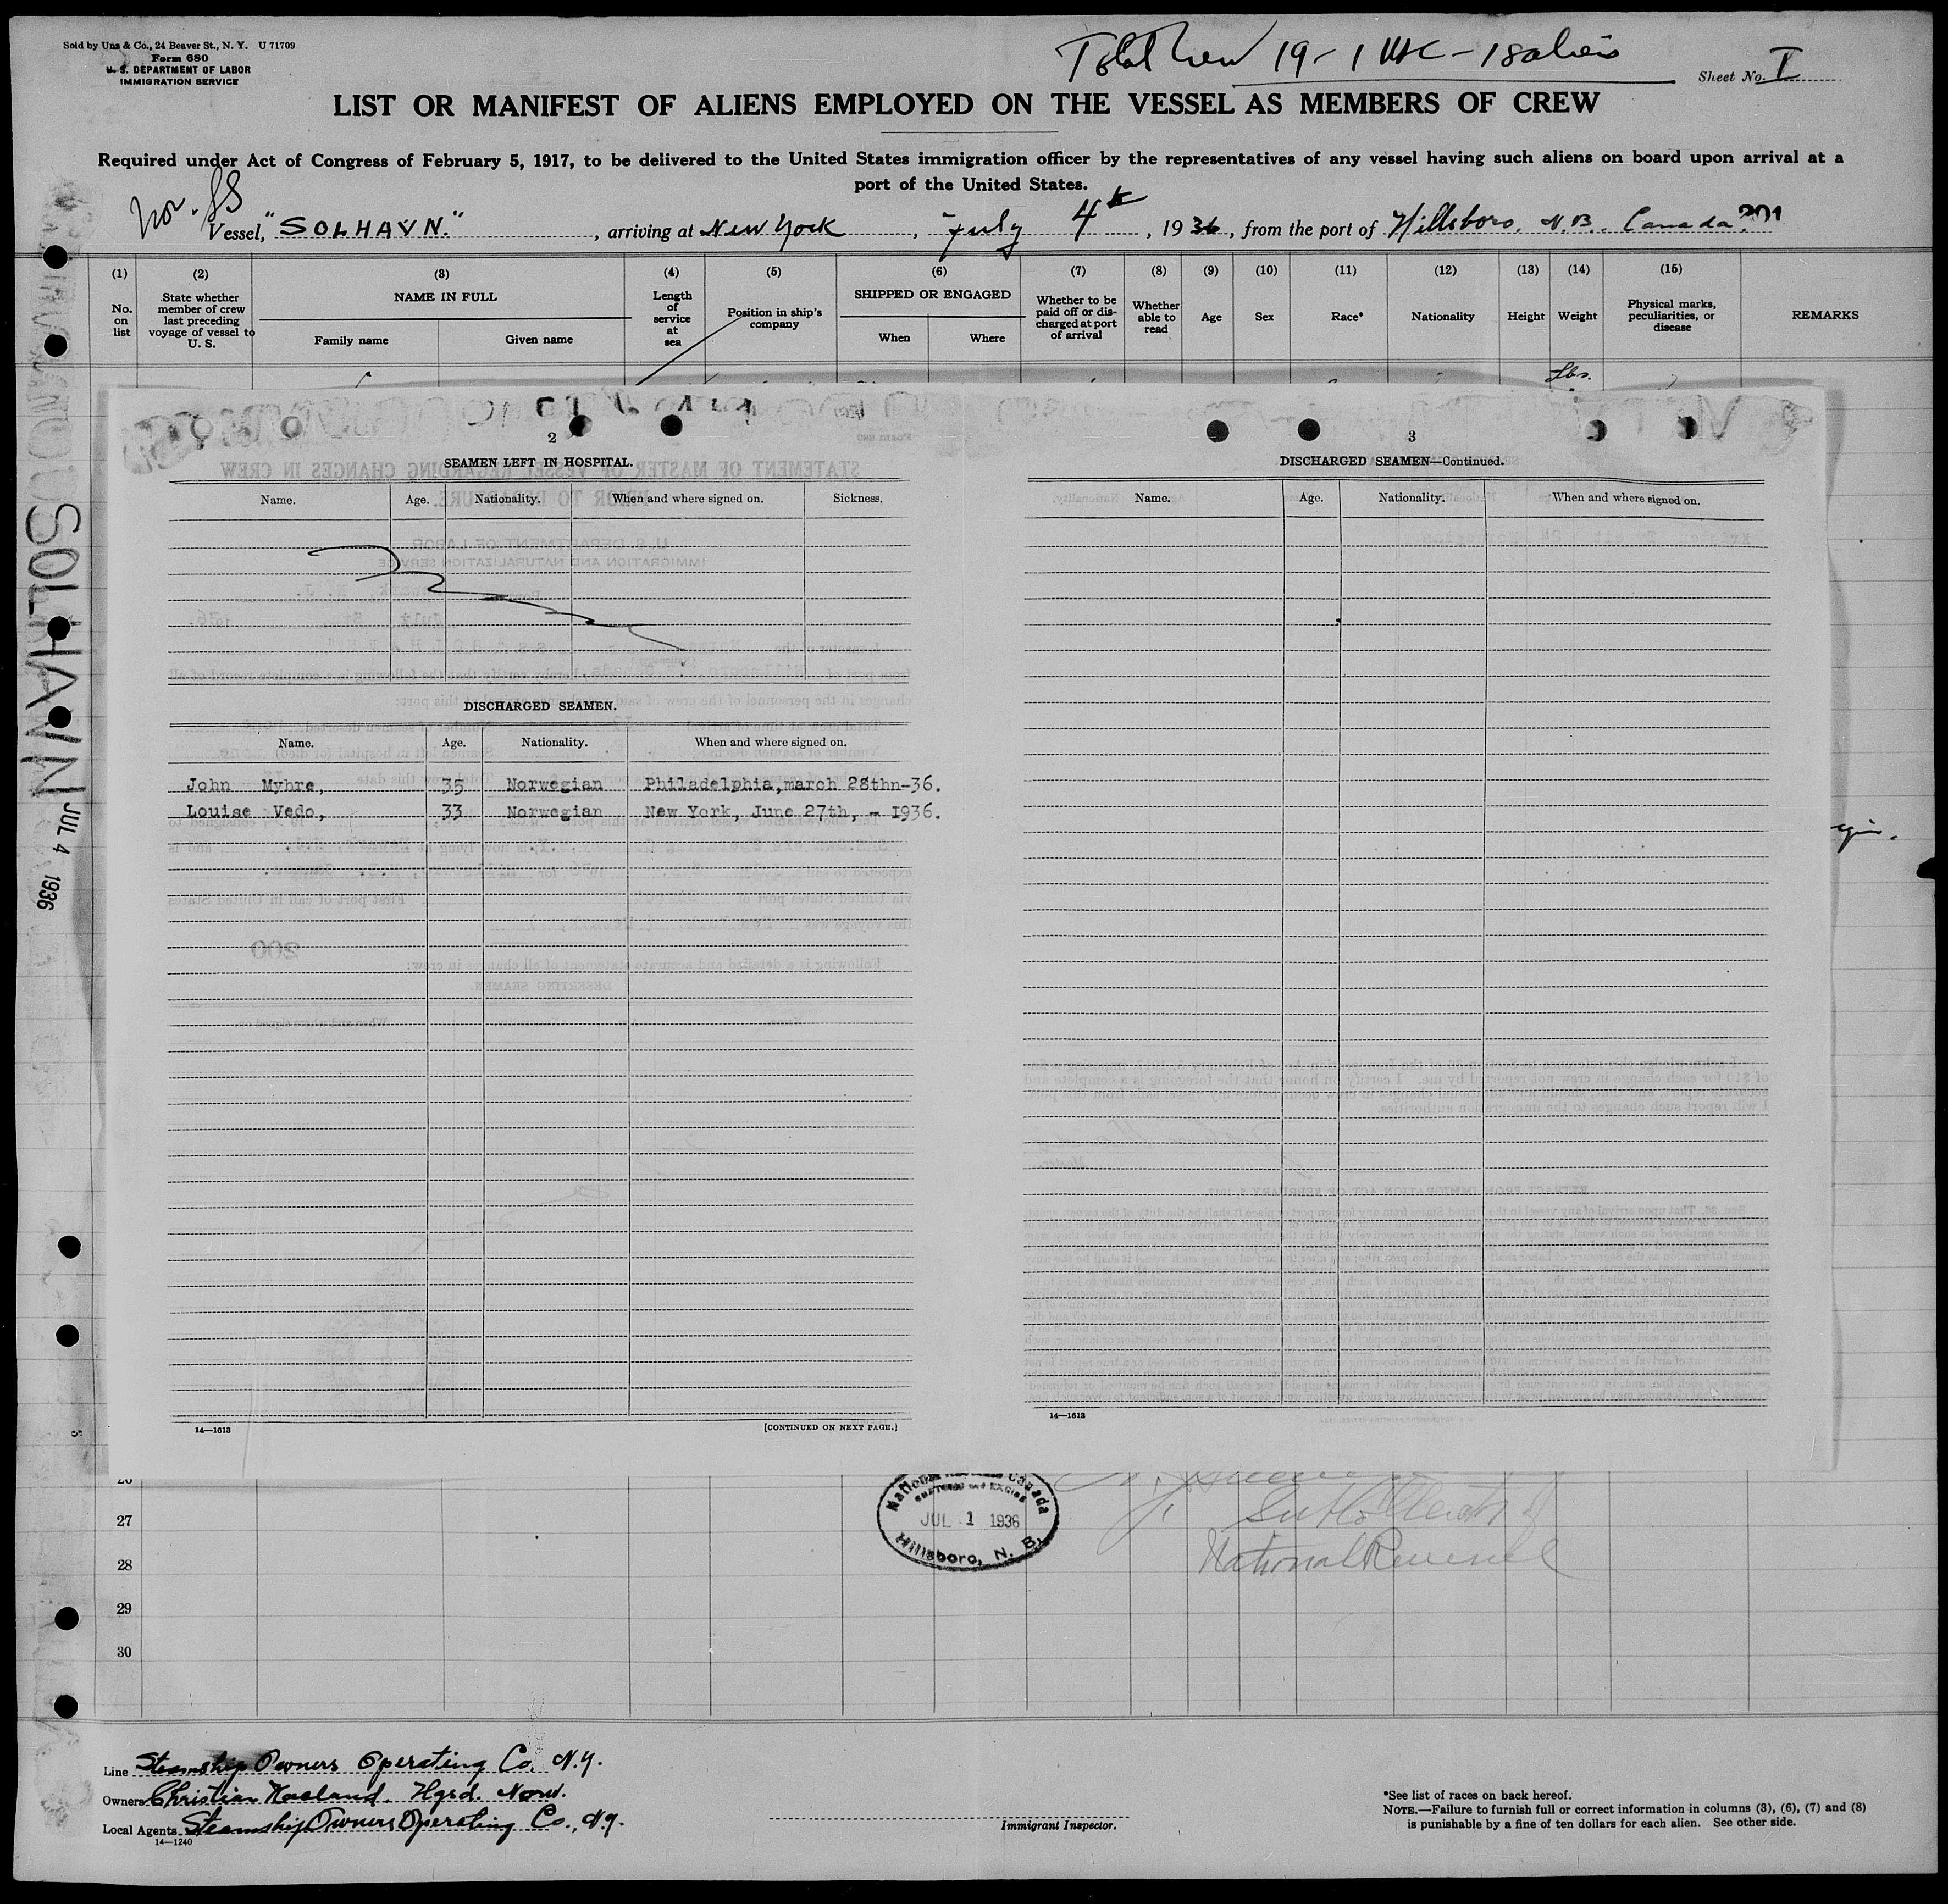 Sold by Uns & Co., 24 Beaver St., N. Y. U 71709
Form 680
U. S. DEPARTMENT OF LABOR
IMMIGRATION SERVICE
Total Crew 19 - 1 - 18 aliens
Sheet No. I
LIST OR MANIFEST OF ALIENS EMPLOYED ON THE VESSEL AS MEMBERS OF CREW
Required under Act of Congress of February 5, 1917, to be delivered to the United States immigration officer by the representatives of any vessel having such aliens on board upon arrival at a
port of the United States.
Nor. SS
Vessel, "SOLHAVN." , arriving at New York , July 4th , 1936 , from the port of Hillsboro. N.B. Canada. 201
(1) (2) (3) (4) (5) (6) (7) (8) (9) (10) (11) (12) (13) (14) (15)
No. on list
State whether member of crew last preceding voyage of vessel to U. S.
NAME IN FULL
Family name Given name
Length of service at sea
Position in ship's company
SHIPPED OR ENGAGED
When Where
Whether to be paid off or discharged at port of arrival
Whether able to read
Age
Sex
Race*
Nationality
Height
Weight
Physical marks, peculiarities, or disease
REMARKS
Lbs.
2
SEAMEN LEFT IN HOSPITAL.
Name. Age. Nationality. When and where signed on. Sickness.
DISCHARGED SEAMEN.
Name. Age. Nationality. When and where signed on.
John Myhre, 35 Norwegian Philadelphia,march 28thn-36.
Louise Vedo, 33 Norwegian New York, June 27th, - 1936.
14—1613
[CONTINUED ON NEXT PAGE.]
3
DISCHARGED SEAMEN—Continued.
Name. Age. Nationality. When and where signed on.
14—1613
SOLHAVN
JUL 4 1936
National Revenue Canada
CUSTOMS and EXCISE
JUL 1 1936
Hillsboro, N. B.
National Revenue
27
28
29
30
Line Steamship Owners Operating Co. N.Y.
Owners Christian Haaland. Hgsd. Norw.
Local Agents Steamship Owners Operating Co., N.Y.
14—1240
Immigrant Inspector.
*See list of races on back hereof.
NOTE.—Failure to furnish full or correct information in columns (3), (6), (7) and (8)
is punishable by a fine of ten dollars for each alien. See other side.